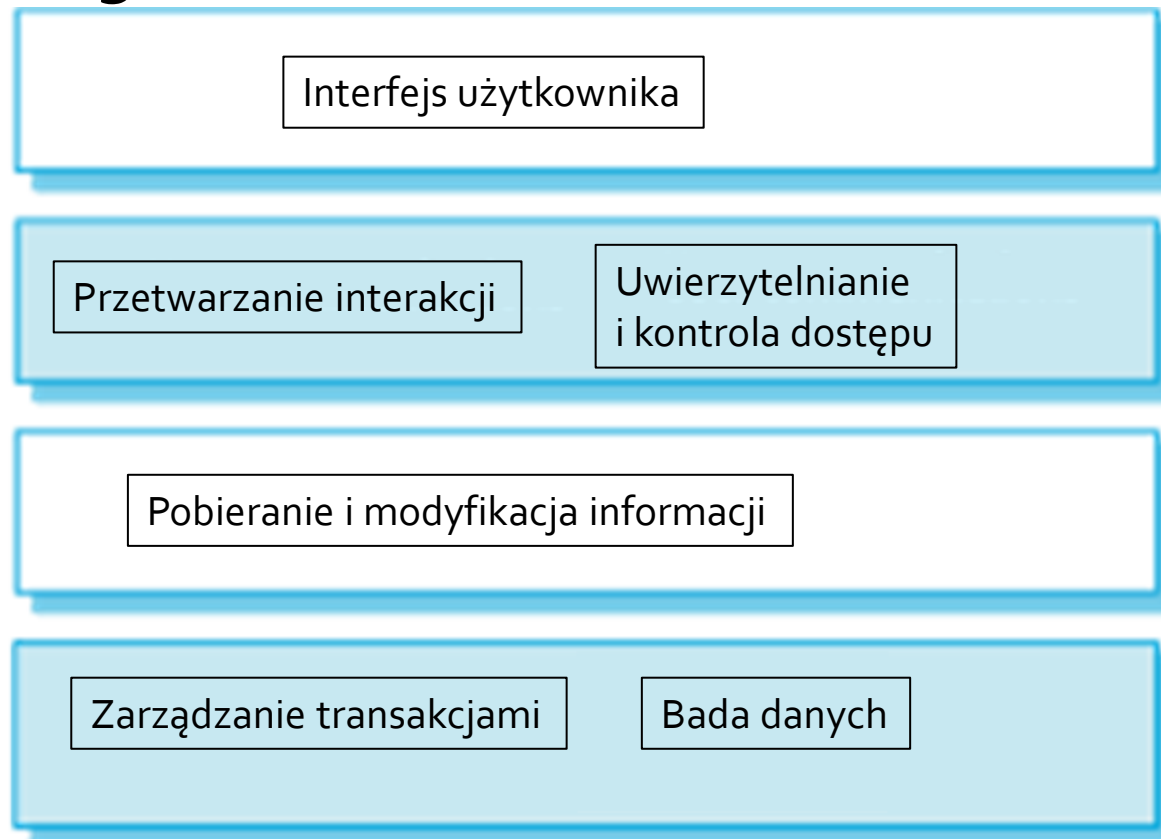 Interfejs użytkownika
Przetwarzanie interakcji
Uwierzytelnianie
i kontrola dostępu
Pobieranie i modyfikacja informacji
Zarządzanie transakcjami
Bada danych